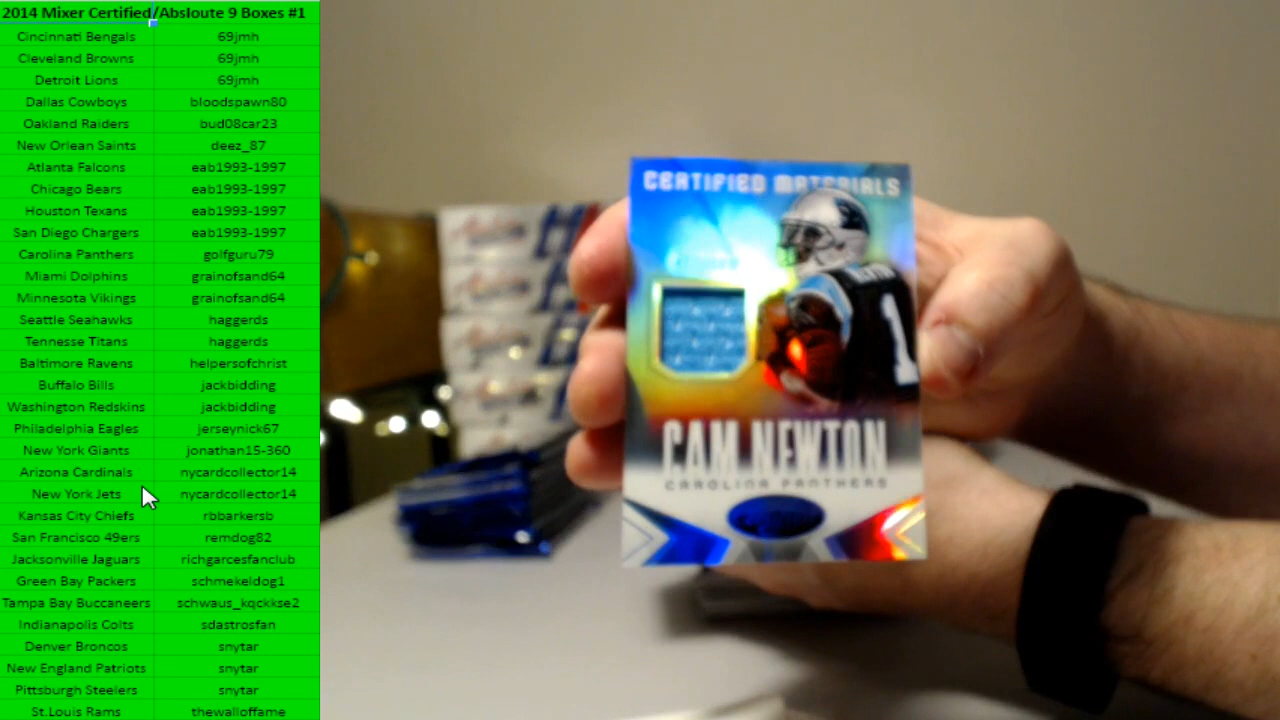 2014 Mixer Certified/Absloute 9 Boxes #1
Cincinnati Bengals 69jmh
Cleveland Browns 69jmh
Detroit Lions 69jmh
Dallas Cowboys bloodspawn80
Oakland Raiders bud08car23
New Orlean Saints deez_87
Atlanta Falcons eab1993-1997
Chicago Bears eab1993-1997
Houston Texans eab1993-1997
San Diego Chargers eab1993-1997
Carolina Panthers golfguru79
Miami Dolphins grainofsand64
Minnesota Vikings grainofsand64
Seattle Seahawks haggerds
Tennesse Titans haggerds
Baltimore Ravens helpersofchrist
Buffalo Bills jackbidding
Washington Redskins jackbidding
Philadelphia Eagles jerseynick67
New York Giants jonathan15-360
Arizona Cardinals nycardcollector14
New York Jets nycardcollector14
Kansas City Chiefs rbbarkersb
San Francisco 49ers remdog82
Jacksonville Jaguars richgarcesfanclub
Green Bay Packers schmekeldog1
Tampa Bay Buccaneers schwaus_kqckkse2
Indianapolis Colts sdastrosfan
Denver Broncos snytar
New England Patriots snytar
Pittsburgh Steelers snytar
St.Louis Rams thewalloffame
CERTIFIED MATERIALS
1
CAM NEWTON
CAROLINA PANTHERS